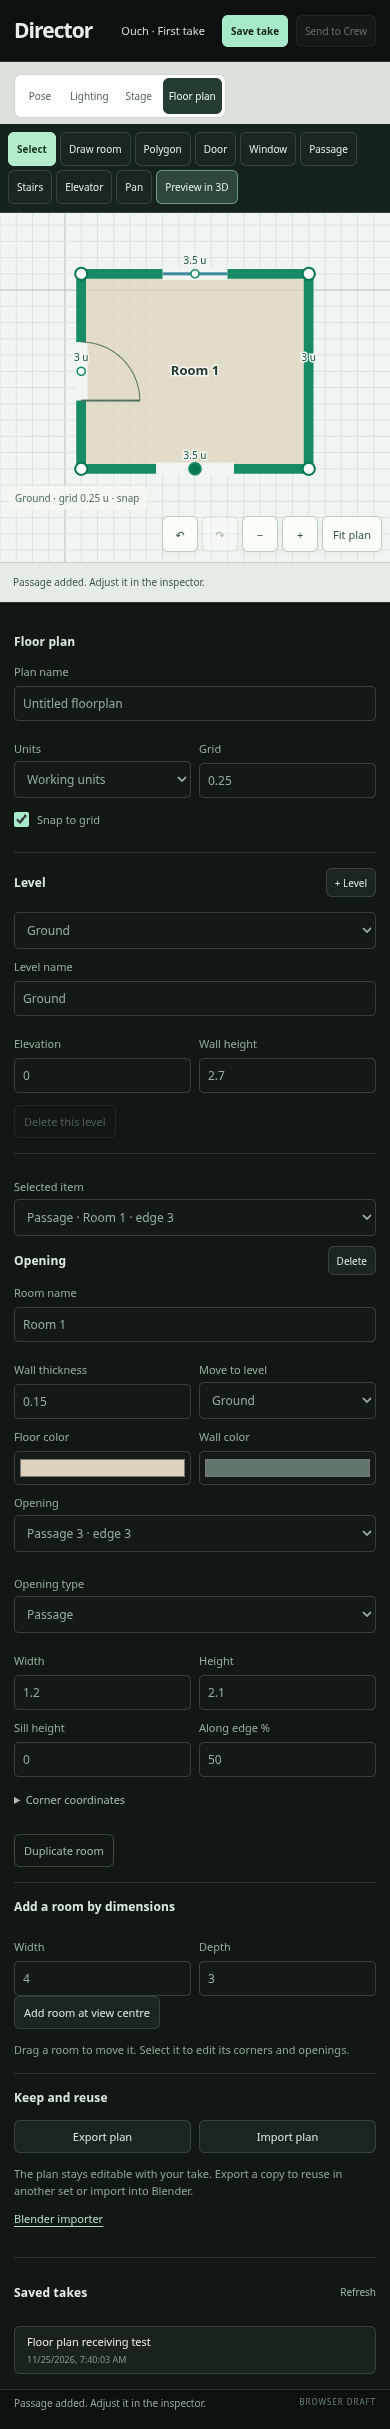 Director
Ouch · First take
Save take
Send to Crew
Pose
Lighting
Stage
Floor plan
Select
Draw room
Polygon
Door
Window
Passage
Stairs
Elevator
Pan
Preview in 3D
3.5 u
3 u
3 u
Room 1
3.5 u
Ground · grid 0.25 u · snap
Fit plan
Passage added. Adjust it in the inspector.
Floor plan
Plan name
Untitled floorplan
Units
Grid
Working units
0.25
Snap to grid
Level
+ Level
Ground
Level name
Ground
Elevation
Wall height
0
2.7
Delete this level
Selected item
Passage · Room 1 · edge 3
Opening
Delete
Room name
Room 1
Wall thickness
Move to level
0.15
Ground
Floor color
Wall color
Opening
Passage 3 · edge 3
Opening type
Passage
Width
Height
1.2
2.1
Sill height
Along edge %
0
50
Corner coordinates
Duplicate room
Add a room by dimensions
Width
Depth
4
3
Add room at view centre
Drag a room to move it. Select it to edit its corners and openings.
Keep and reuse
Export plan
Import plan
The plan stays editable with your take. Export a copy to reuse in
another set or import into Blender.
Blender importer
Saved takes
Refresh
Floor plan receiving test
11/25/2026, 7:40:03 AM
Passage added. Adjust it in the inspector.
BROWSER DRAFT